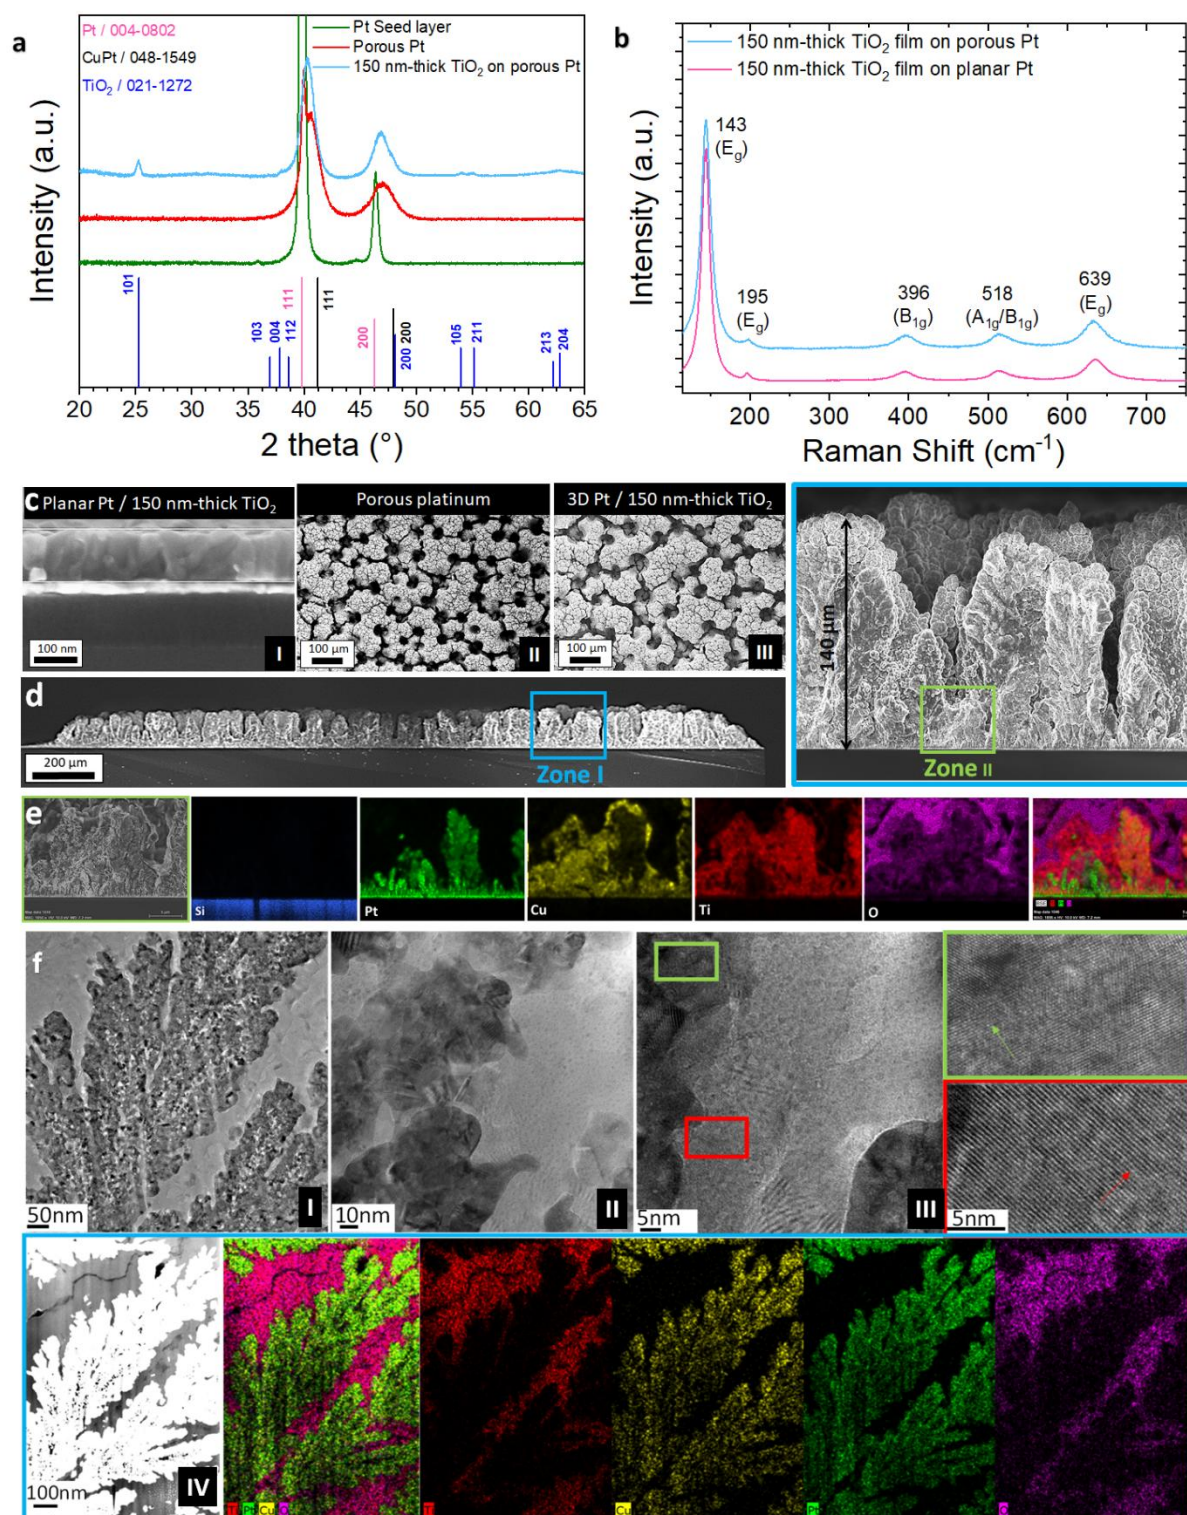 a
Pt / 004-0802
CuPt / 048-1549
TiO2 / 021-1272
Pt Seed layer
Porous Pt
150 nm-thick TiO2 on porous Pt
Intensity (a.u.)
101
103
004
112
111
111
200
200
200
105
211
213
204
20 25 30 35 40 45 50 55 60 65
2 theta (°)
b
150 nm-thick TiO2 film on porous Pt
150 nm-thick TiO2 film on planar Pt
Intensity (a.u.)
143
(Eg)
195
(Eg)
396
(B1g)
518
(A1g/B1g)
639
(Eg)
200 300 400 500 600 700
Raman Shift (cm-1)
c
Planar Pt / 150 nm-thick TiO2
100 nm
I
Porous platinum
100 µm
II
3D Pt / 150 nm-thick TiO2
100 µm
III
140 µm
Zone II
d
200 µm
Zone I
e
Si
Pt
Cu
Ti
O
f
50nm
I
10nm
II
5nm
III
5nm
100nm
IV
Ti Pt Cu O
Ti
Cu
Pt
O